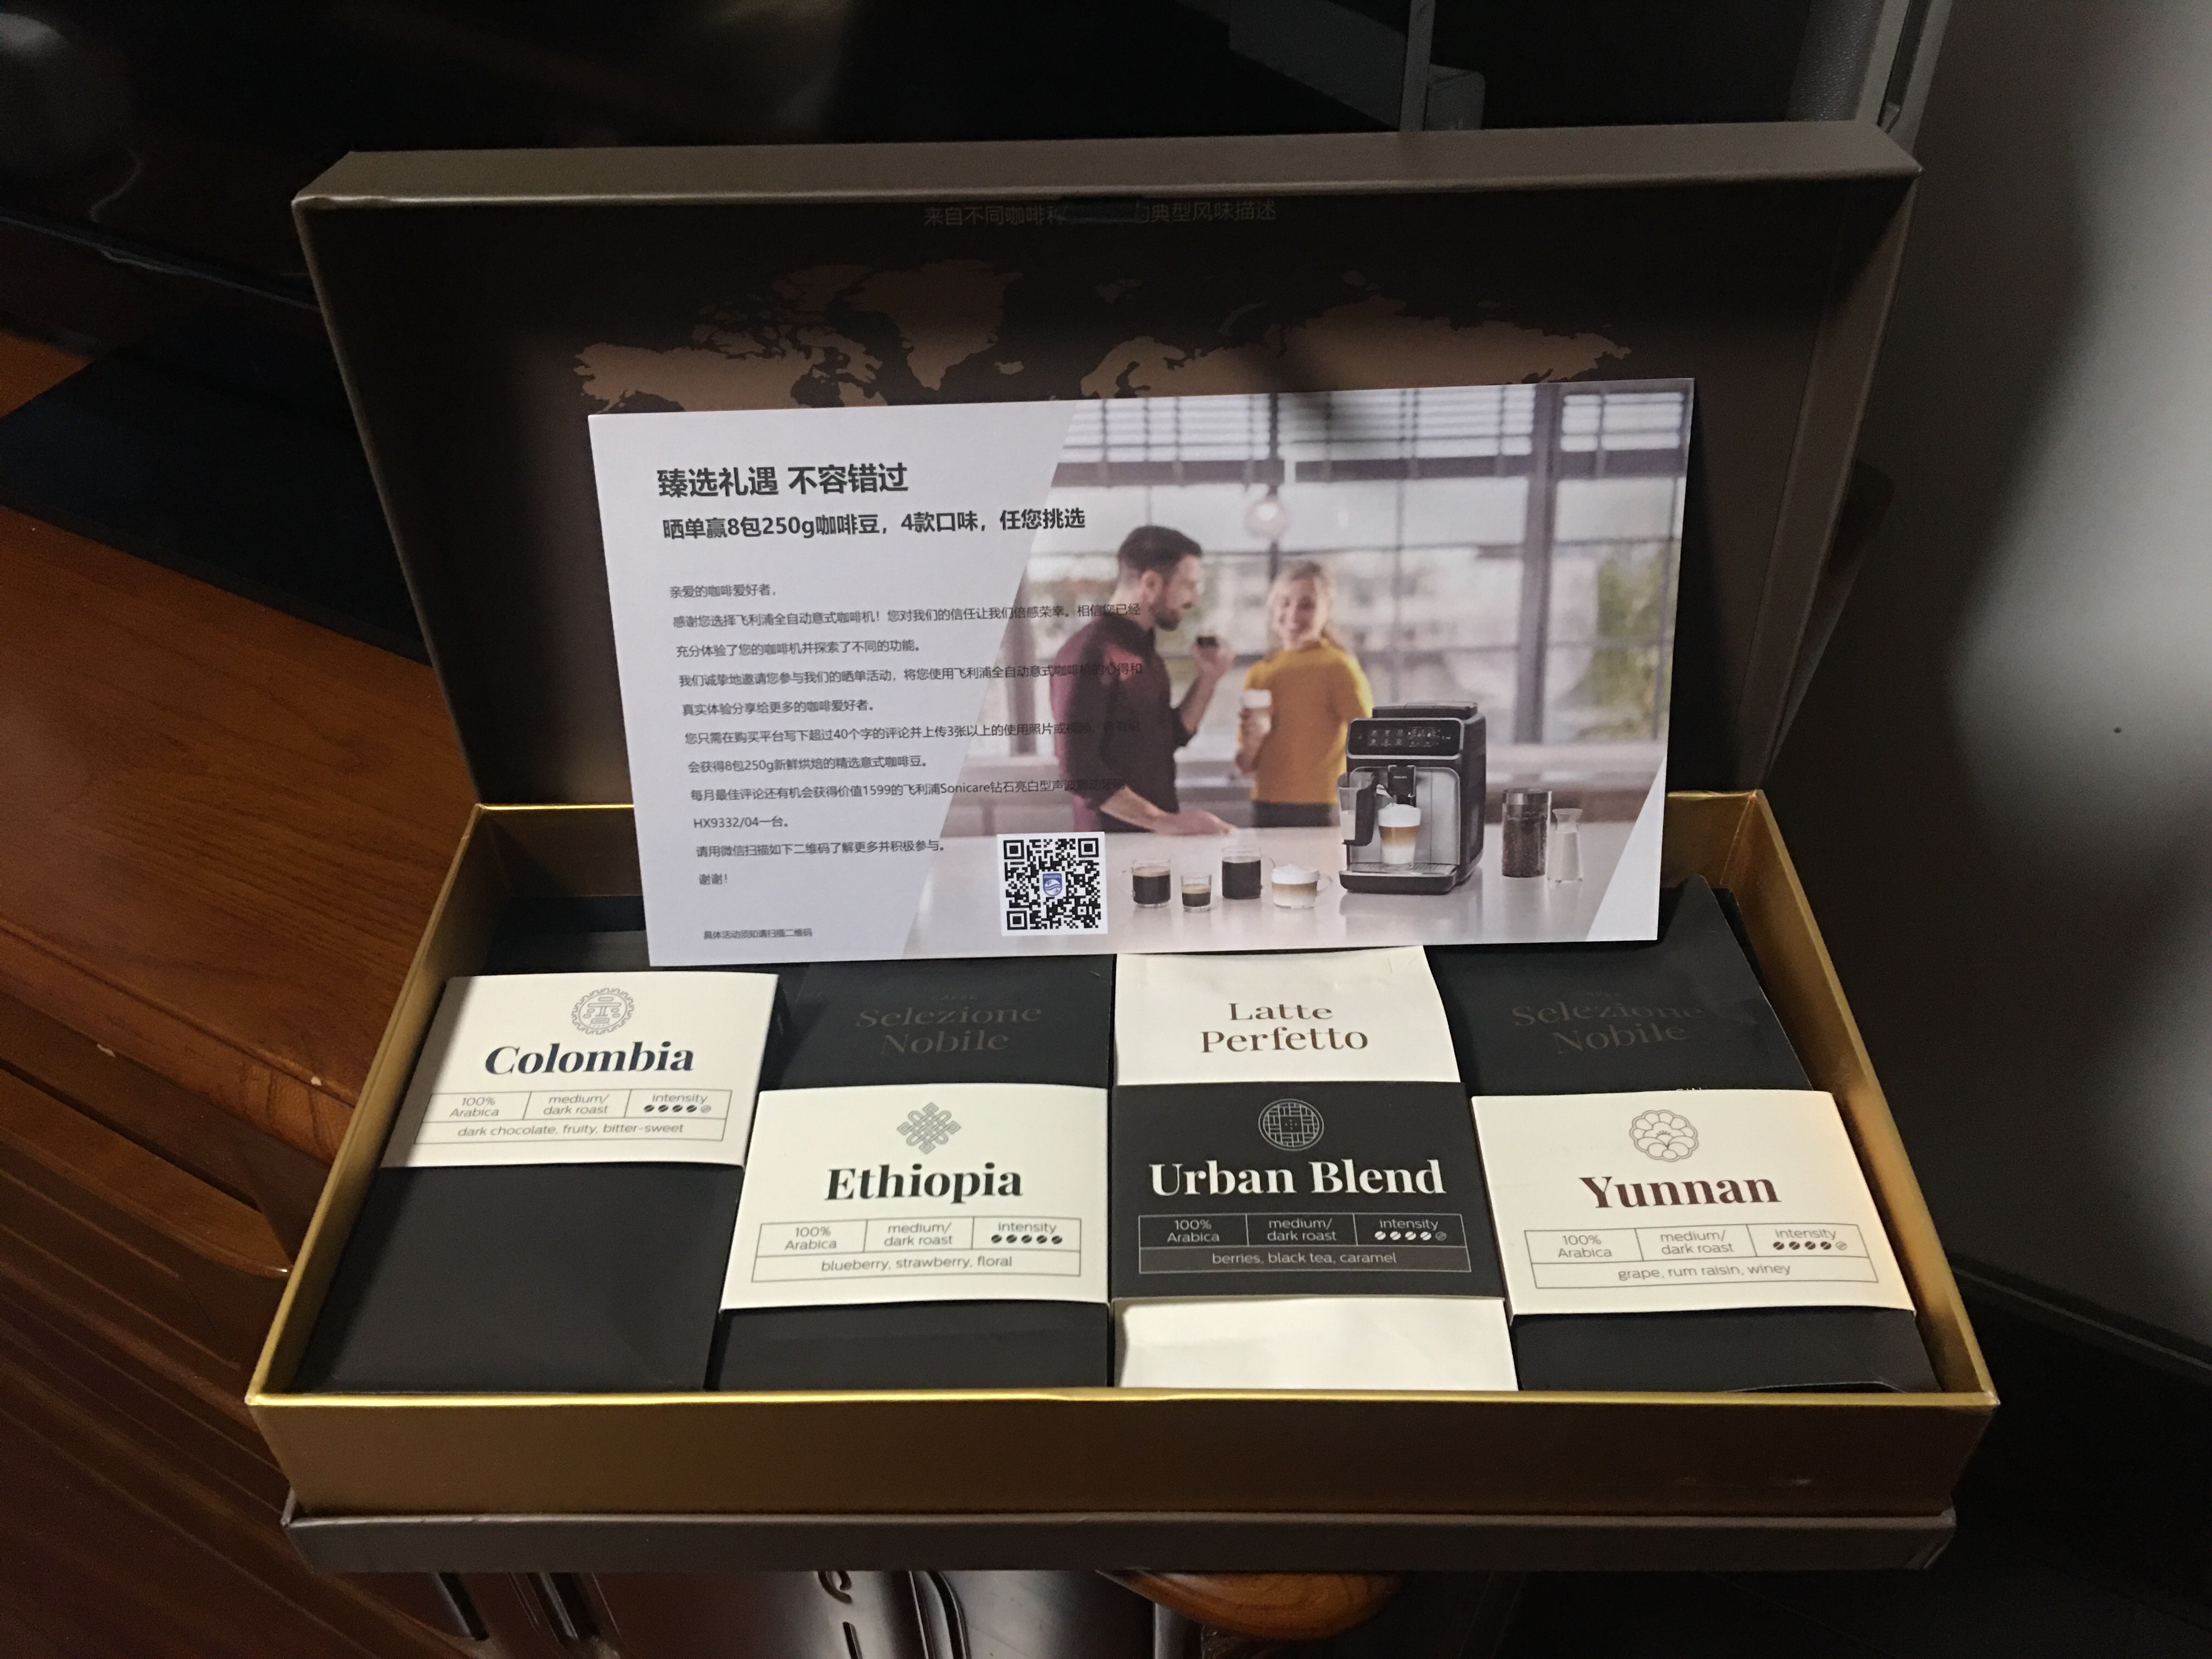 来自不同咖啡 的典型风味描述
臻选礼遇 不容错过
晒单赢8包250g咖啡豆，4款口味，任您挑选
亲爱的咖啡爱好者，
感谢您选择飞利浦全自动意式咖啡机！您对我们的信任让我们倍感荣幸。相信您已经
充分体验了您的咖啡机并探索了不同的功能。
我们诚挚地邀请您参与我们的晒单活动，将您使用飞利浦全自动意式咖啡机的心得和
真实体验分享给更多的咖啡爱好者。
您只需在购买平台写下超过40个字的评论并上传3张以上的使用照片或视频，
会获得8包250g新鲜烘焙的精选意式咖啡豆。
每月最佳评论还有机会获得价值1599的飞利浦Sonicare钻石亮白型声波
HX9332/04一台。
请用微信扫描如下二维码了解更多并积极参与。
谢谢！
具体活动须知请扫描二维码
Colombia
100% Arabica
medium/ dark roast
intensity
dark chocolate, fruity, bitter-sweet
Selezione
Nobile
Ethiopia
100% Arabica
medium/ dark roast
intensity
blueberry, strawberry, floral
Latte
Perfetto
Urban Blend
100% Arabica
medium/ dark roast
intensity
berries, black tea, caramel
Selezione
Nobile
Yunnan
100% Arabica
medium/ dark roast
intensity
grape, rum raisin, winey